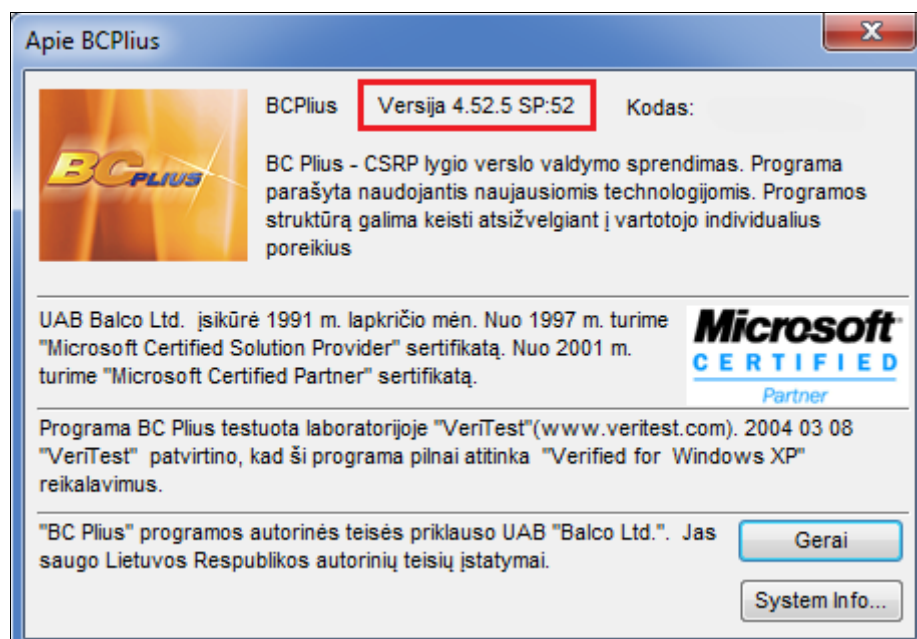 Apie BCPlius
BC PLIUS
BCPlius Versija 4.52.5 SP:52 Kodas:
BC Plius - CSRP lygio verslo valdymo sprendimas. Programa
parašyta naudojantis naujausiomis technologijomis. Programos
struktūrą galima keisti atsižvelgiant į vartotojo individualius
poreikius
UAB Balco Ltd. įsikūrė 1991 m. lapkričio mėn. Nuo 1997 m. turime
"Microsoft Certified Solution Provider" sertifikatą. Nuo 2001 m.
turime "Microsoft Certified Partner" sertifikatą.
Microsoft
CERTIFIED
Partner
Programa BC Plius testuota laboratorijoje "VeriTest"(www.veritest.com). 2004 03 08
"VeriTest" patvirtino, kad ši programa pilnai atitinka "Verified for Windows XP"
reikalavimus.
"BC Plius" programos autorinės teisės priklauso UAB "Balco Ltd.". Jas
saugo Lietuvos Respublikos autorinių teisių įstatymai.
Gerai
System Info...